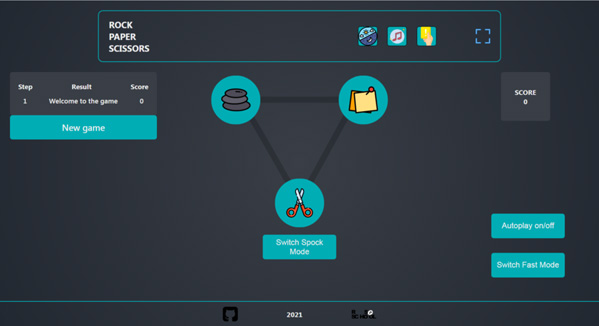 ROCK
PAPER
SCISSORS
Step Result Score
1 Welcome to the game 0
New game
SCORE
0
Switch Spock
Mode
Autoplay on/off
Switch Fast Mode
2021